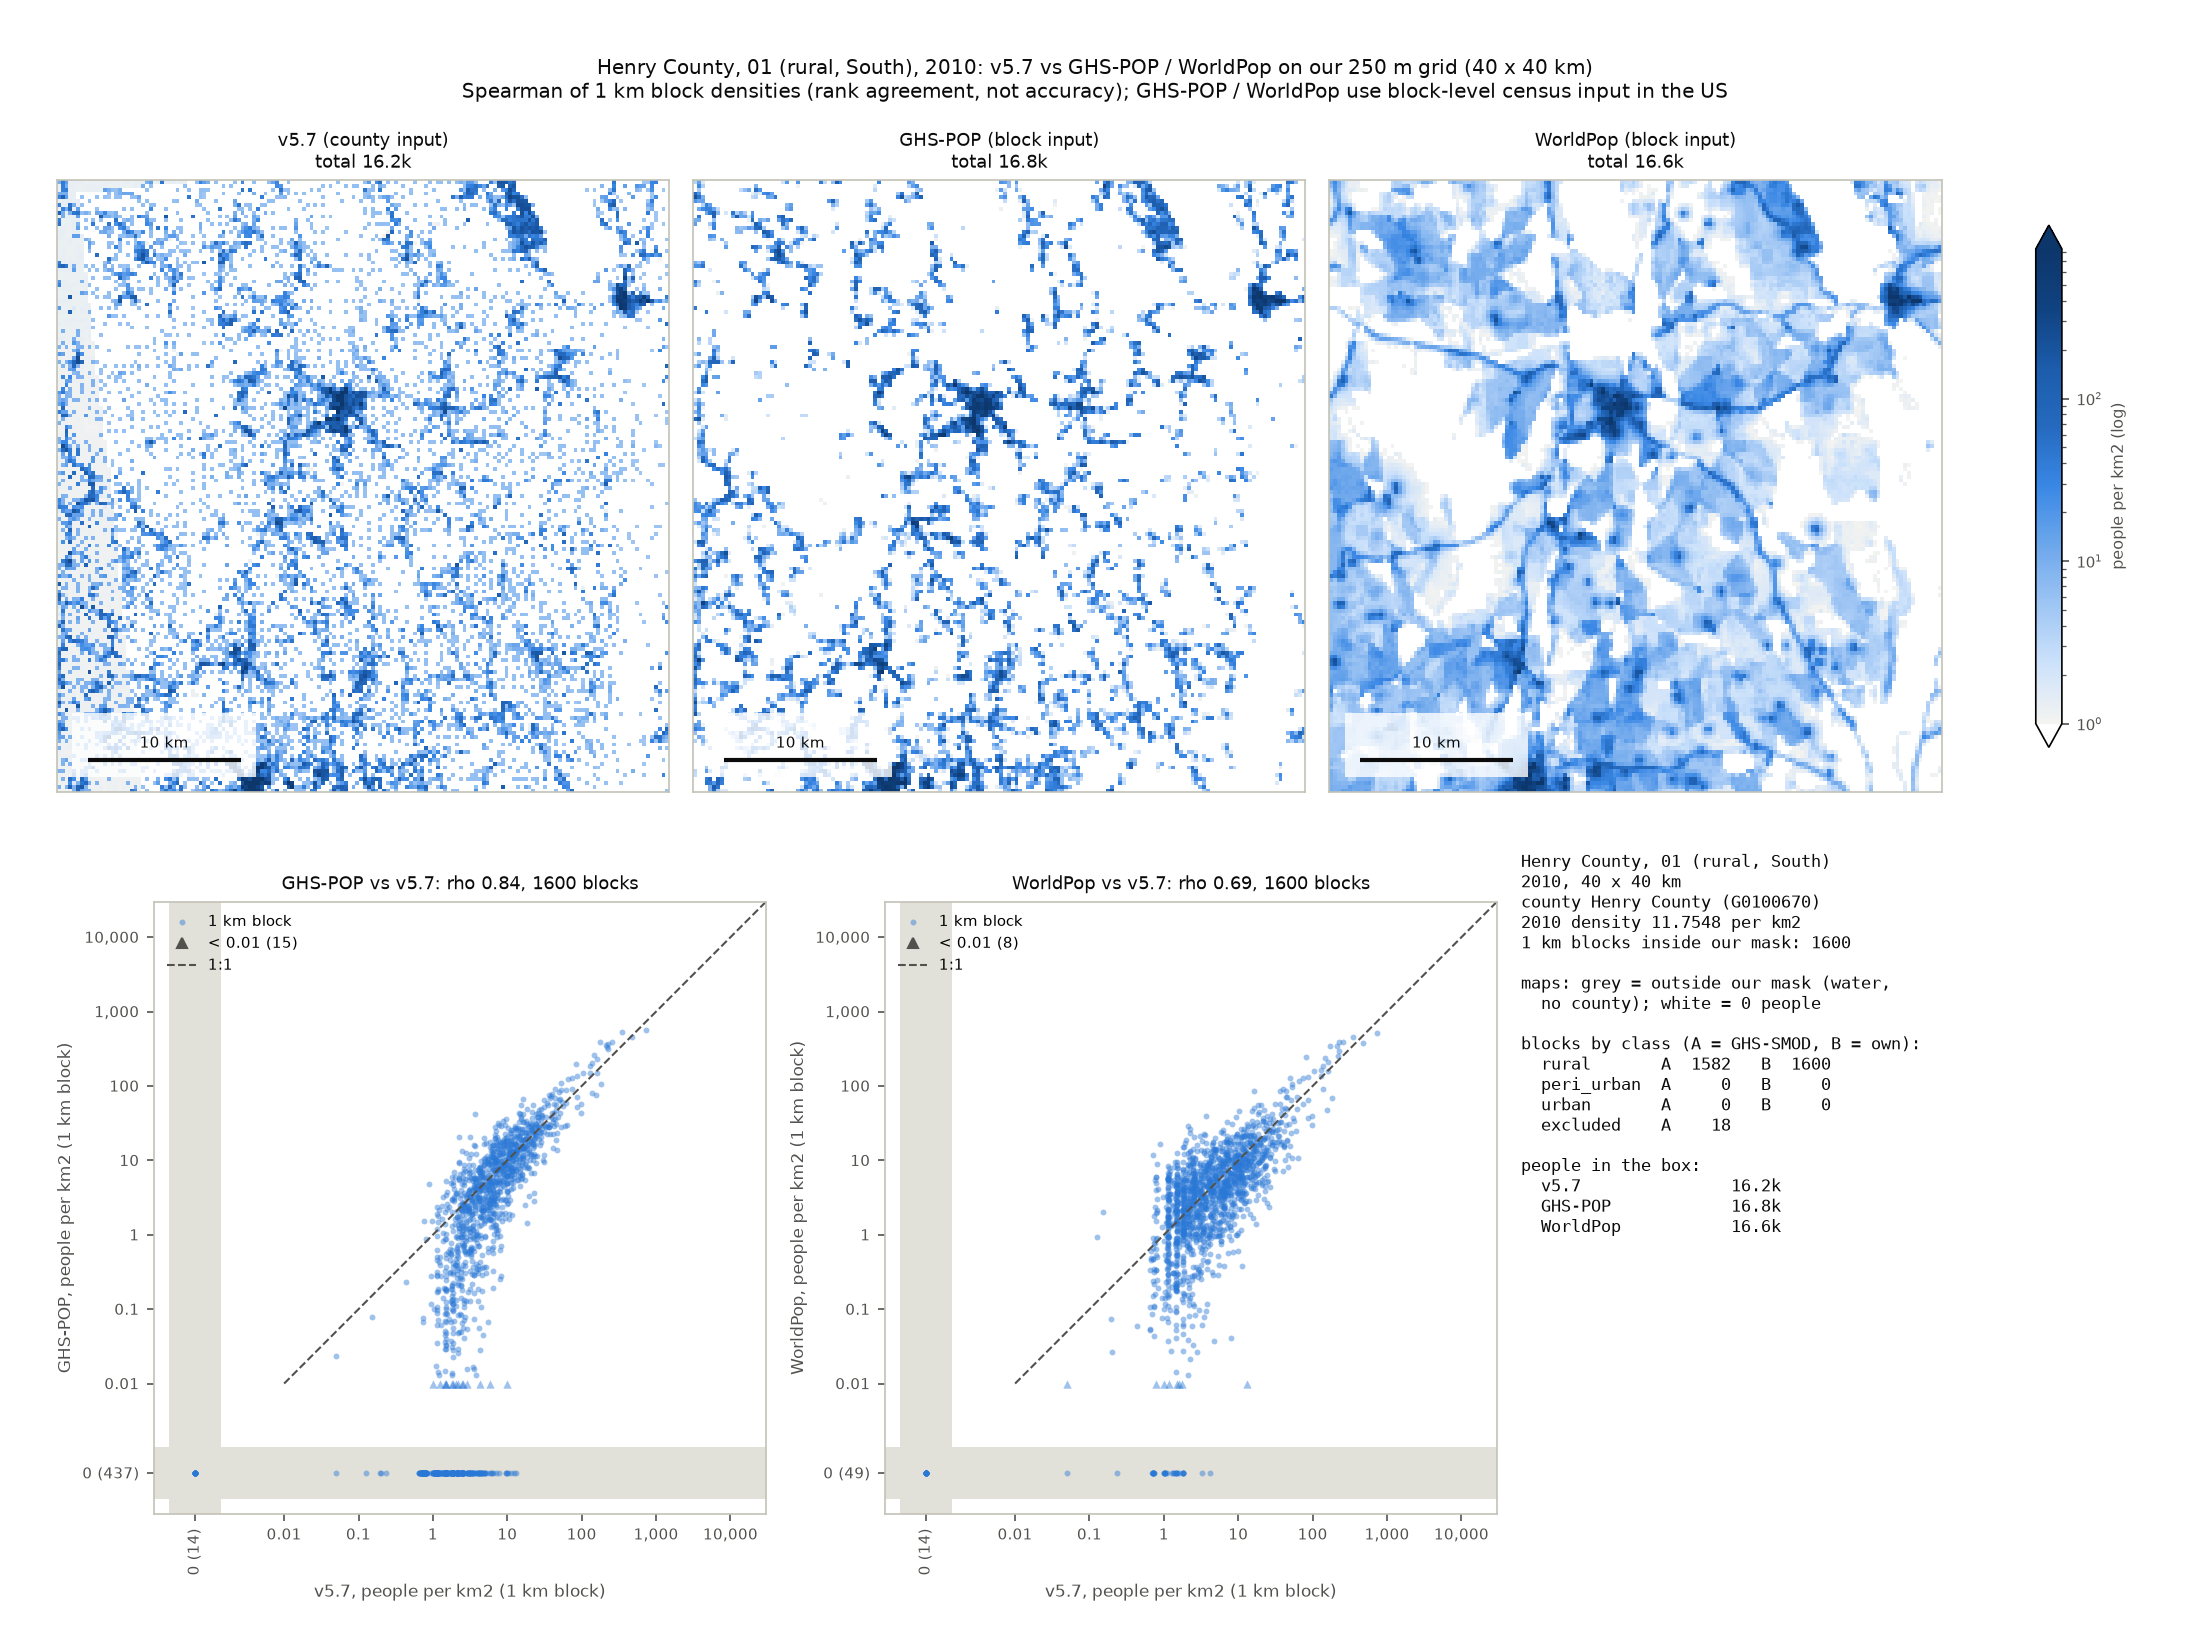 Henry County, 01 (rural, South), 2010: v5.7 vs GHS-POP / WorldPop on our 250 m grid (40 x 40 km)
Spearman of 1 km block densities (rank agreement, not accuracy); GHS-POP / WorldPop use block-level census input in the US
v5.7 (county input)
total 16.2k
GHS-POP (block input)
total 16.8k
WorldPop (block input)
total 16.6k
10 km
10 km
10 km
10²
10¹
10⁰
people per km2 (log)
GHS-POP vs v5.7: rho 0.84, 1600 blocks
1 km block
< 0.01 (15)
1:1
10,000
1,000
100
10
1
0.1
0.01
0 (437)
GHS-POP, people per km2 (1 km block)
0 (14)
0.01
0.1
1
10
100
1,000
10,000
v5.7, people per km2 (1 km block)
WorldPop vs v5.7: rho 0.69, 1600 blocks
1 km block
< 0.01 (8)
1:1
10,000
1,000
100
10
1
0.1
0.01
0 (49)
WorldPop, people per km2 (1 km block)
0 (14)
0.01
0.1
1
10
100
1,000
10,000
v5.7, people per km2 (1 km block)
Henry County, 01 (rural, South)
2010, 40 x 40 km
county Henry County (G0100670)
2010 density 11.7548 per km2
1 km blocks inside our mask: 1600
maps: grey = outside our mask (water,
no county); white = 0 people
blocks by class (A = GHS-SMOD, B = own):
rural A 1582 B 1600
peri_urban A 0 B 0
urban A 0 B 0
excluded A 18
people in the box:
v5.7 16.2k
GHS-POP 16.8k
WorldPop 16.6k